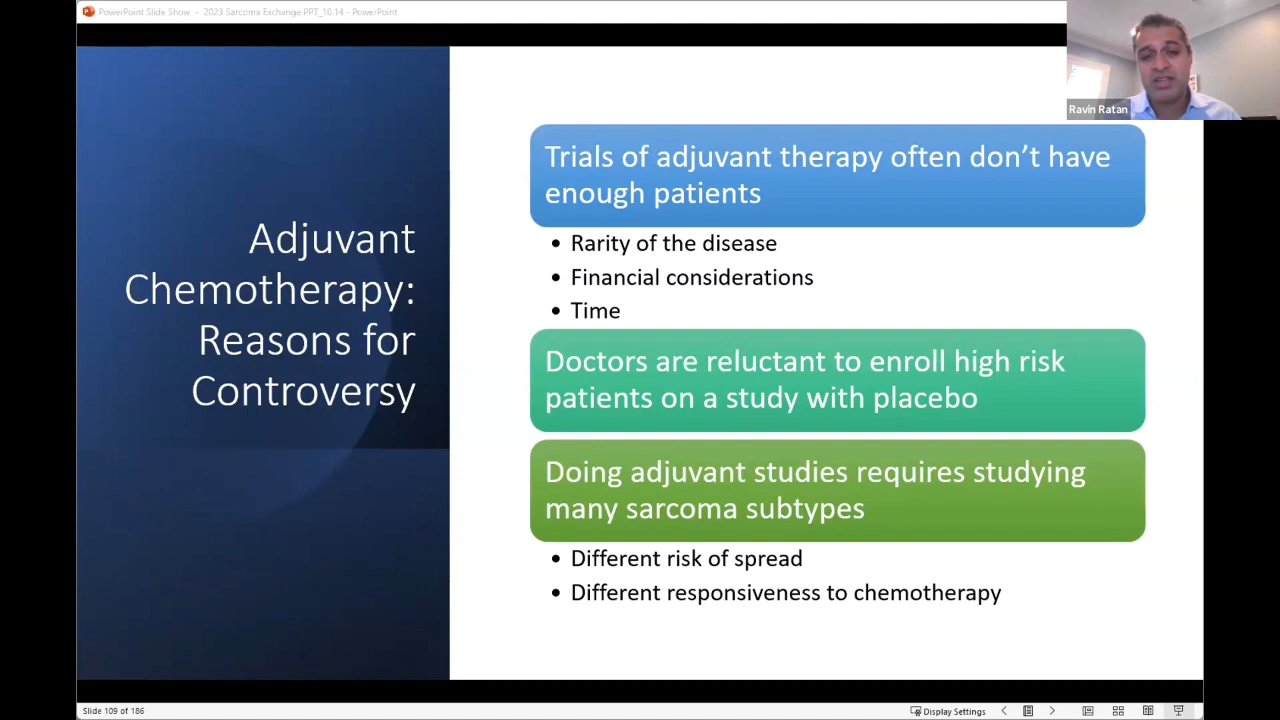 PowerPoint Slide Show - 2023 Sarcoma Exchange PPT_10.14 - PowerPoint
Ravin Ratan
Adjuvant
Chemotherapy:
Reasons for
Controversy
Trials of adjuvant therapy often don’t have
enough patients
• Rarity of the disease
• Financial considerations
• Time
Doctors are reluctant to enroll high risk
patients on a study with placebo
Doing adjuvant studies requires studying
many sarcoma subtypes
• Different risk of spread
• Different responsiveness to chemotherapy
Slide 109 of 186
Display Settings